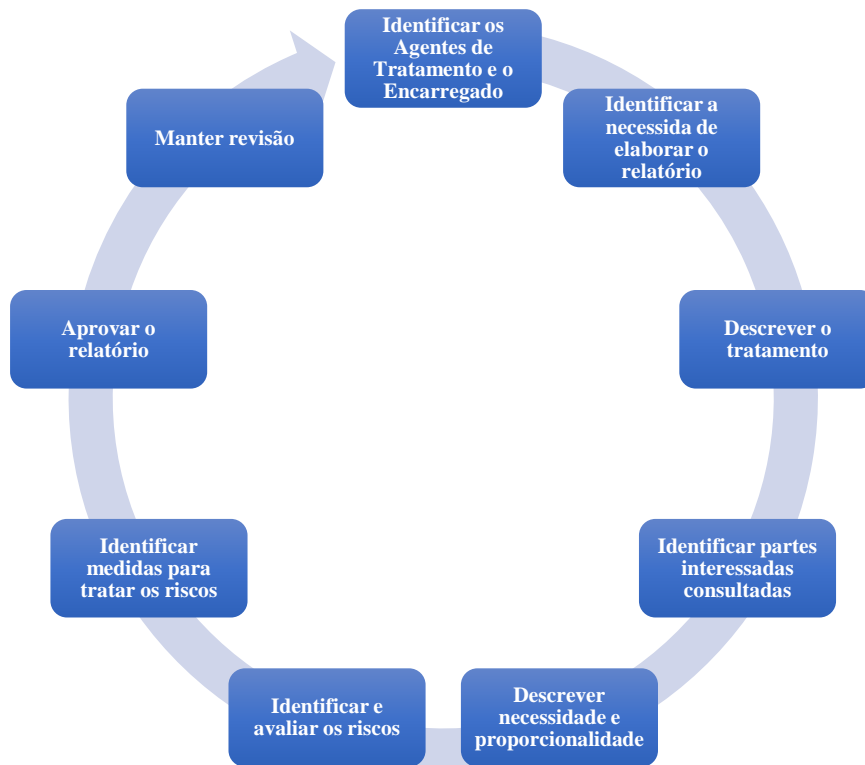 Identificar os
Agentes de
Tratamento e o
Encarregado
Identificar a
necessida de
elaborar o
relatório
Descrever o
tratamento
Identificar partes
interessadas
consultadas
Descrever
necessidade e
proporcionalidade
Identificar e
avaliar os riscos
Identificar
medidas para
tratar os riscos
Aprovar o
relatório
Manter revisão